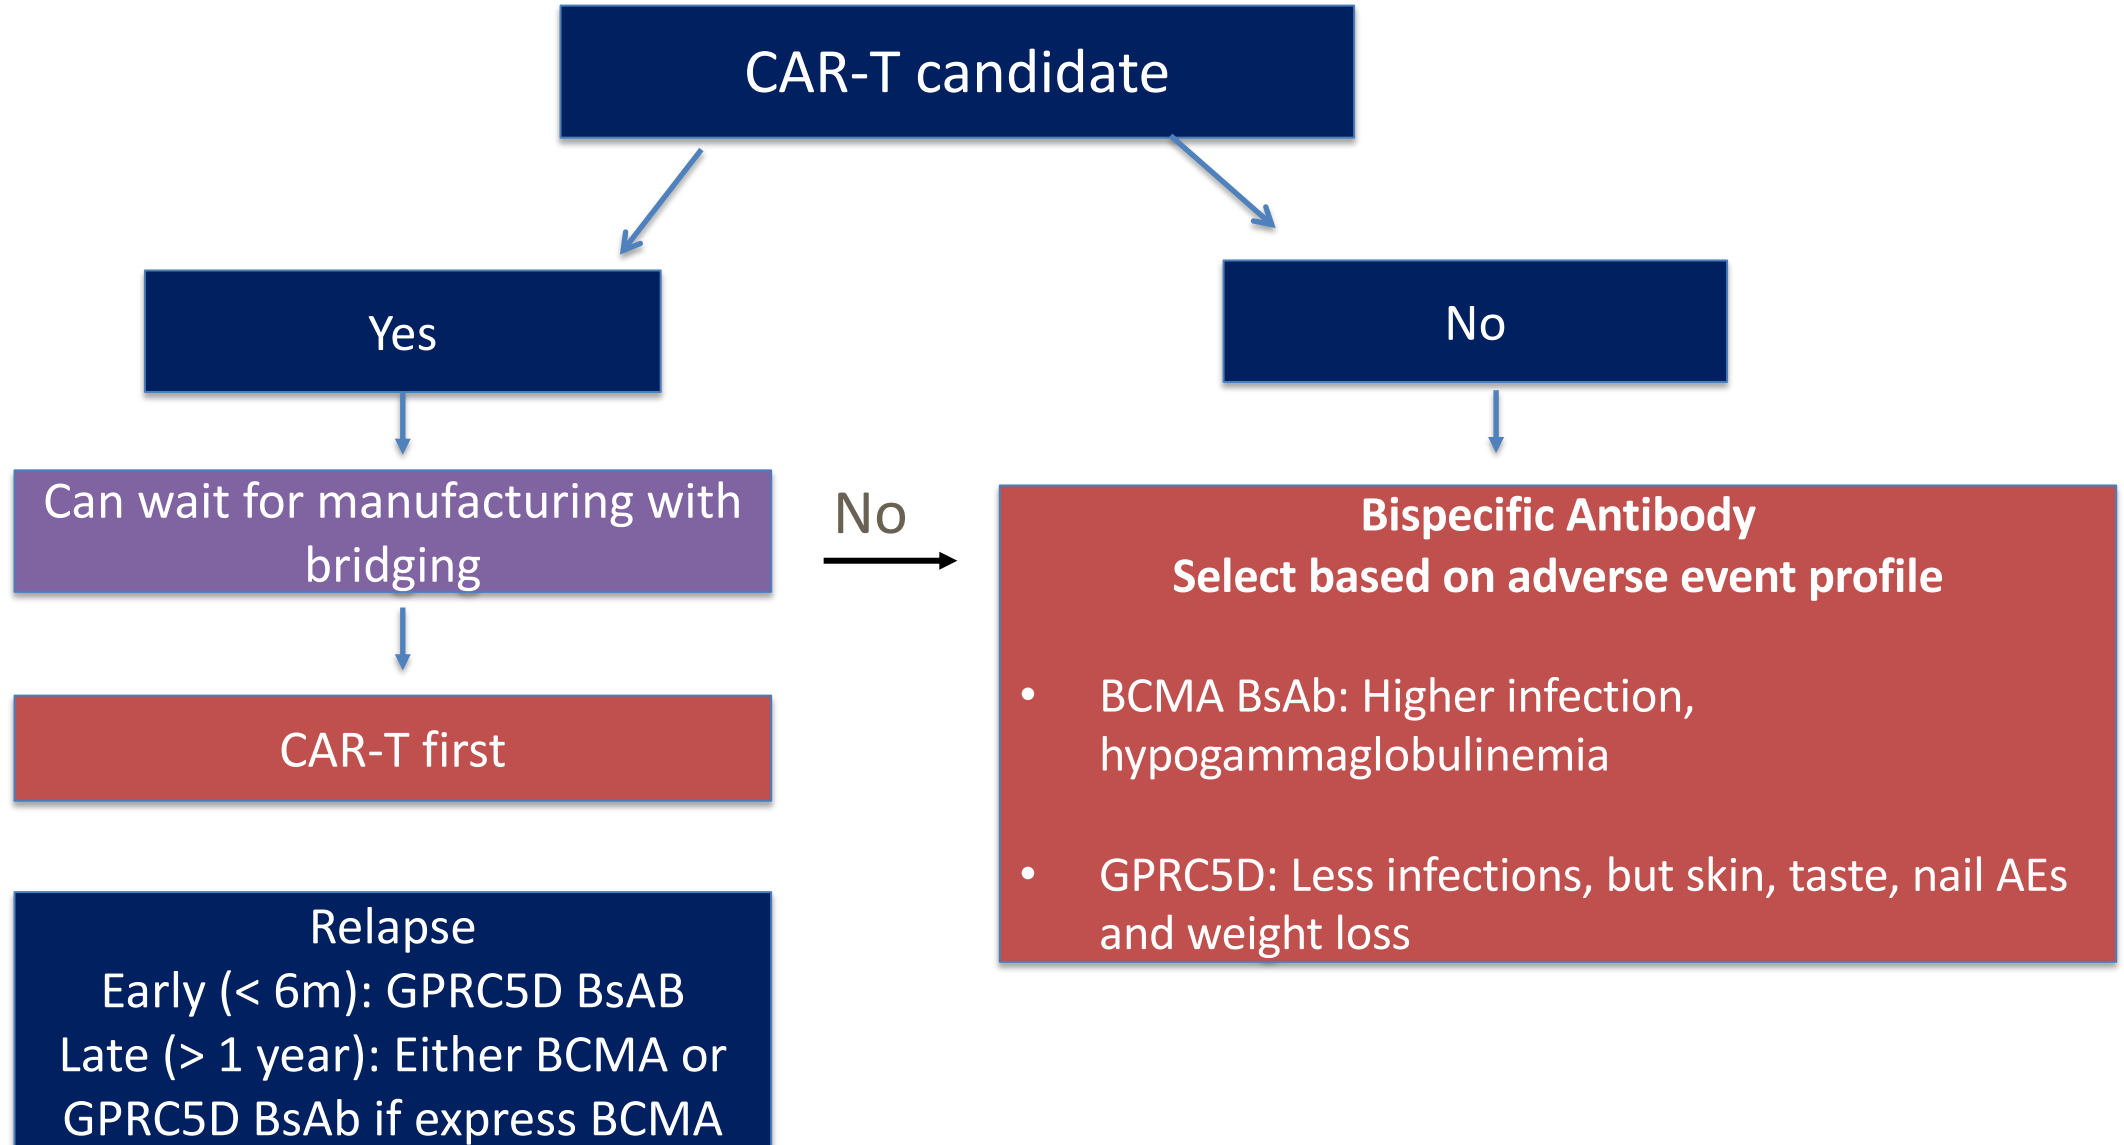 CAR-T candidate
Yes
No
Can wait for manufacturing with
bridging
No
CAR-T first
Relapse
Early (< 6m): GPRC5D BsAB
Late (> 1 year): Either BCMA or
GPRC5D BsAb if express BCMA
Bispecific Antibody
Select based on adverse event profile
• BCMA BsAb: Higher infection,
hypogammaglobulinemia
• GPRC5D: Less infections, but skin, taste, nail AEs
and weight loss